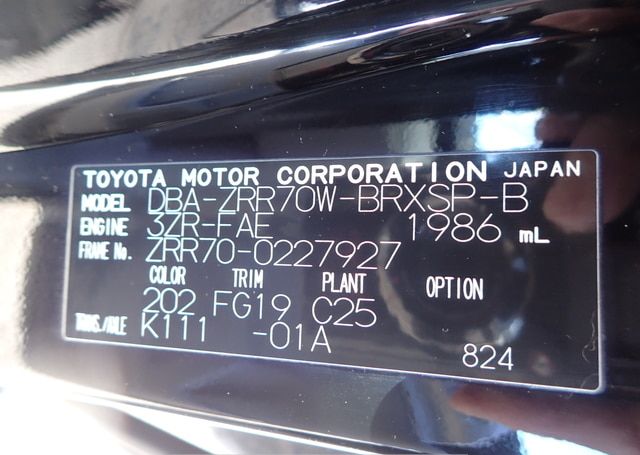 TOYOTA MOTOR CORPORATION JAPAN
MODEL DBA-ZRR70W-BRXSP-B
ENGINE 3ZR-FAE 1986 mL
FRAME No. ZRR70-0227927
COLOR TRIM PLANT OPTION
202 FG19 C25
TRANS./AXLE K111 -01A
824